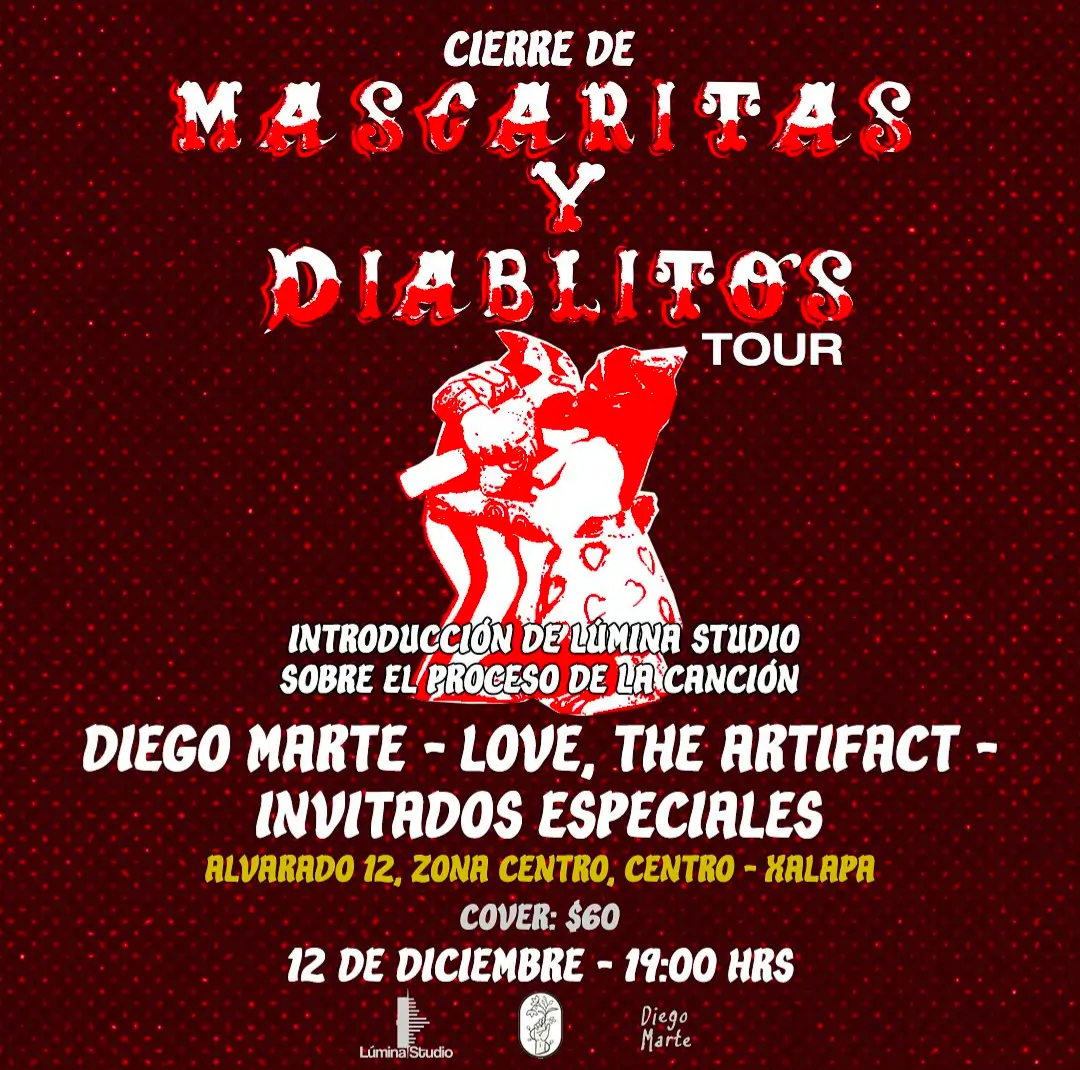 CIERRE DE
MASCARITAS
Y
DIABLITOS
TOUR
INTRODUCCIÓN DE LÚMINA STUDIO
SOBRE EL PROCESO DE LA CANCIÓN
DIEGO MARTE - LOVE, THE ARTIFACT -
INVITADOS ESPECIALES
ALVARADO 12, ZONA CENTRO, CENTRO - XALAPA
COVER: $60
12 DE DICIEMBRE - 19:00 HRS
Lúmina Studio
Diego
Marte